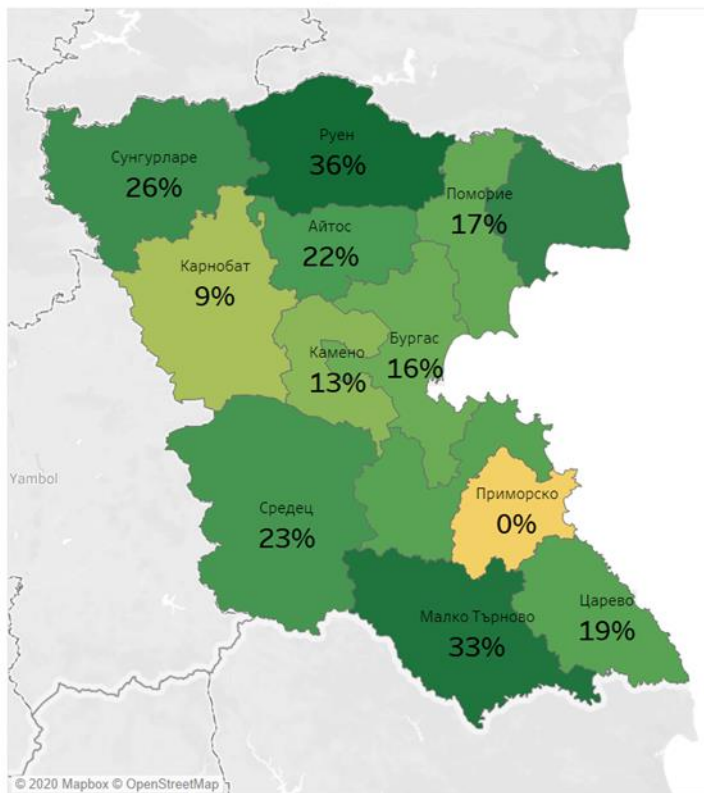 Руен
36%
Сунгурларе
26%
Поморие
17%
Айтос
22%
Карнобат
9%
Бургас
16%
Камено
13%
Yambol
Приморско
0%
Средец
23%
Царево
19%
Малко Търново
33%
© 2020 Mapbox © OpenStreetMap